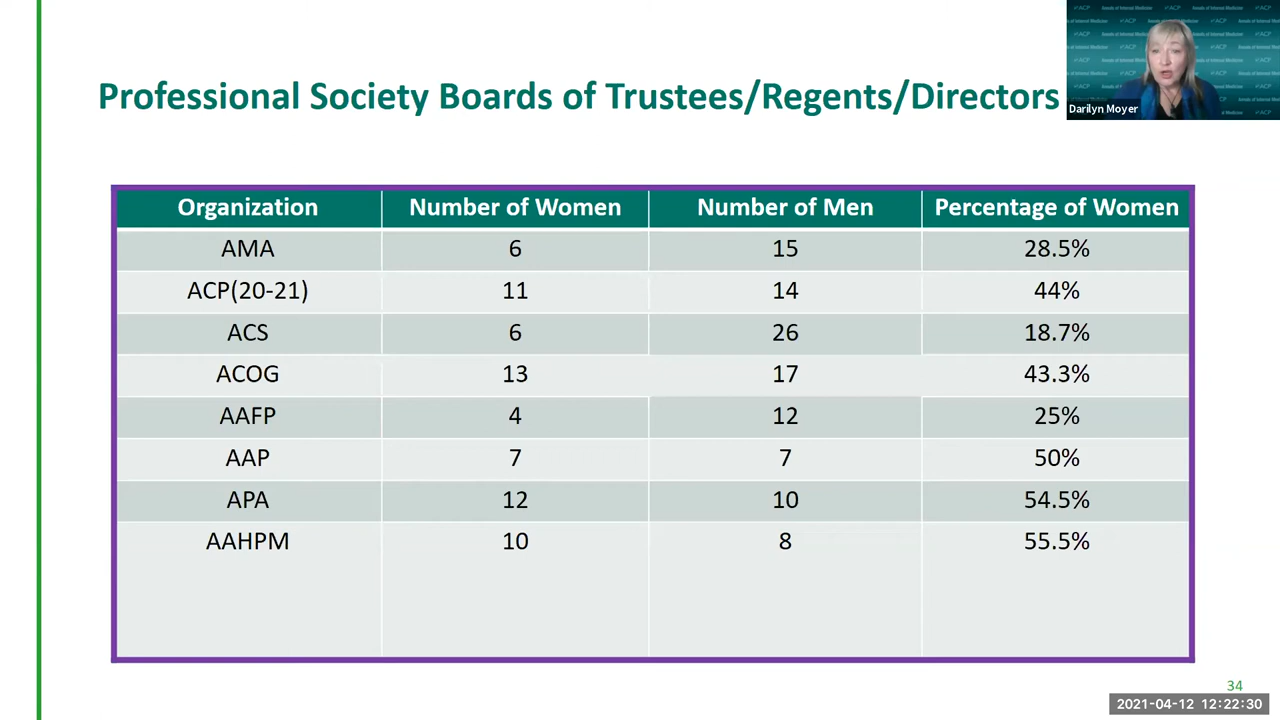 Professional Society Boards of Trustees/Regents/Directors
Darilyn Moyer
Organization Number of Women Number of Men Percentage of Women
AMA 6 15 28.5%
ACP(20-21) 11 14 44%
ACS 6 26 18.7%
ACOG 13 17 43.3%
AAFP 4 12 25%
AAP 7 7 50%
APA 12 10 54.5%
AAHPM 10 8 55.5%
34
2021-04-12 12:22:30